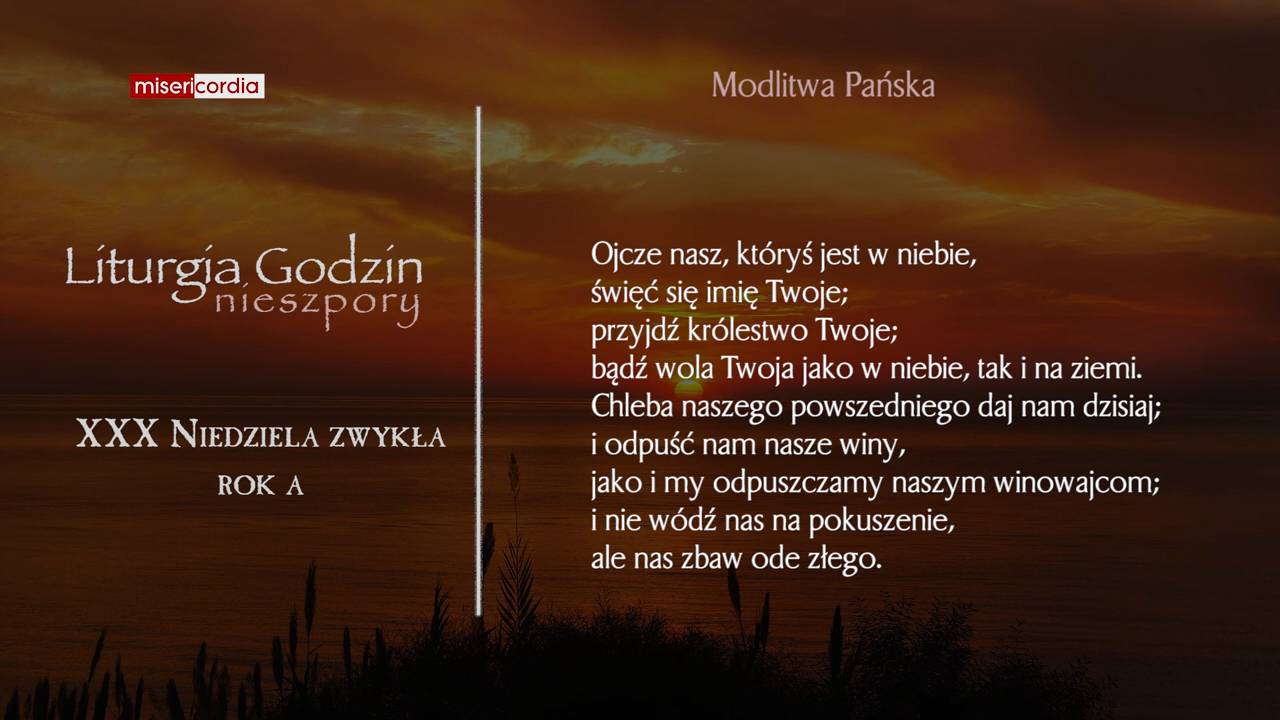 misericordia
Liturgia Godzin
nieszpory
XXX Niedziela zwykła
rok A
Modlitwa Pańska
Ojcze nasz, któryś jest w niebie,
święć się imię Twoje;
przyjdź królestwo Twoje;
bądź wola Twoja jako w niebie, tak i na ziemi.
Chleba naszego powszedniego daj nam dzisiaj;
i odpuść nam nasze winy,
jako i my odpuszczamy naszym winowajcom;
i nie wódź nas na pokuszenie,
ale nas zbaw ode złego.